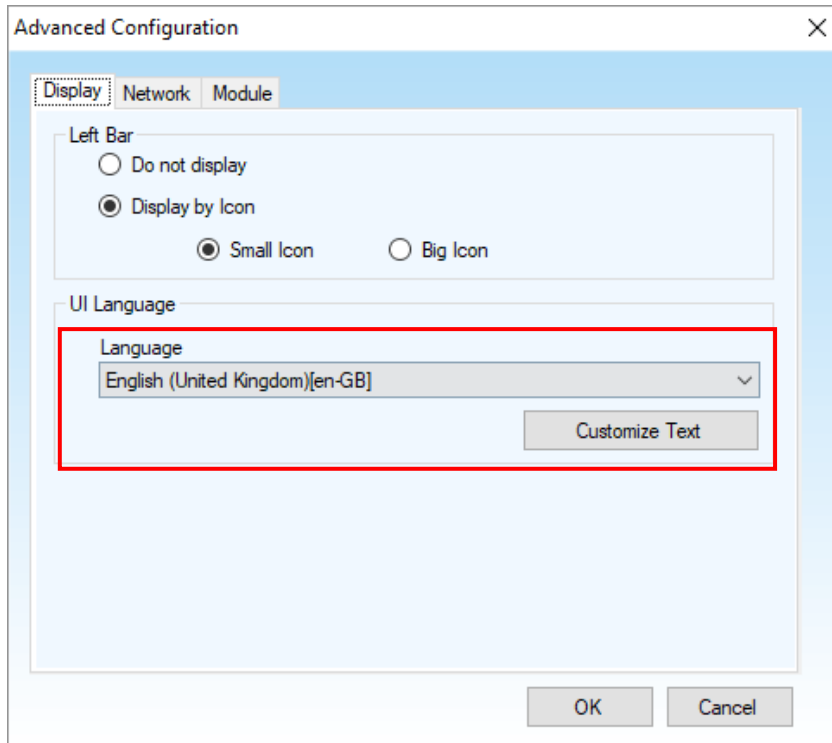 Advanced Configuration
Display Network Module
Left Bar
Do not display
Display by Icon
Small Icon Big Icon
UI Language
Language
English (United Kingdom)[en-GB]
Customize Text
OK Cancel